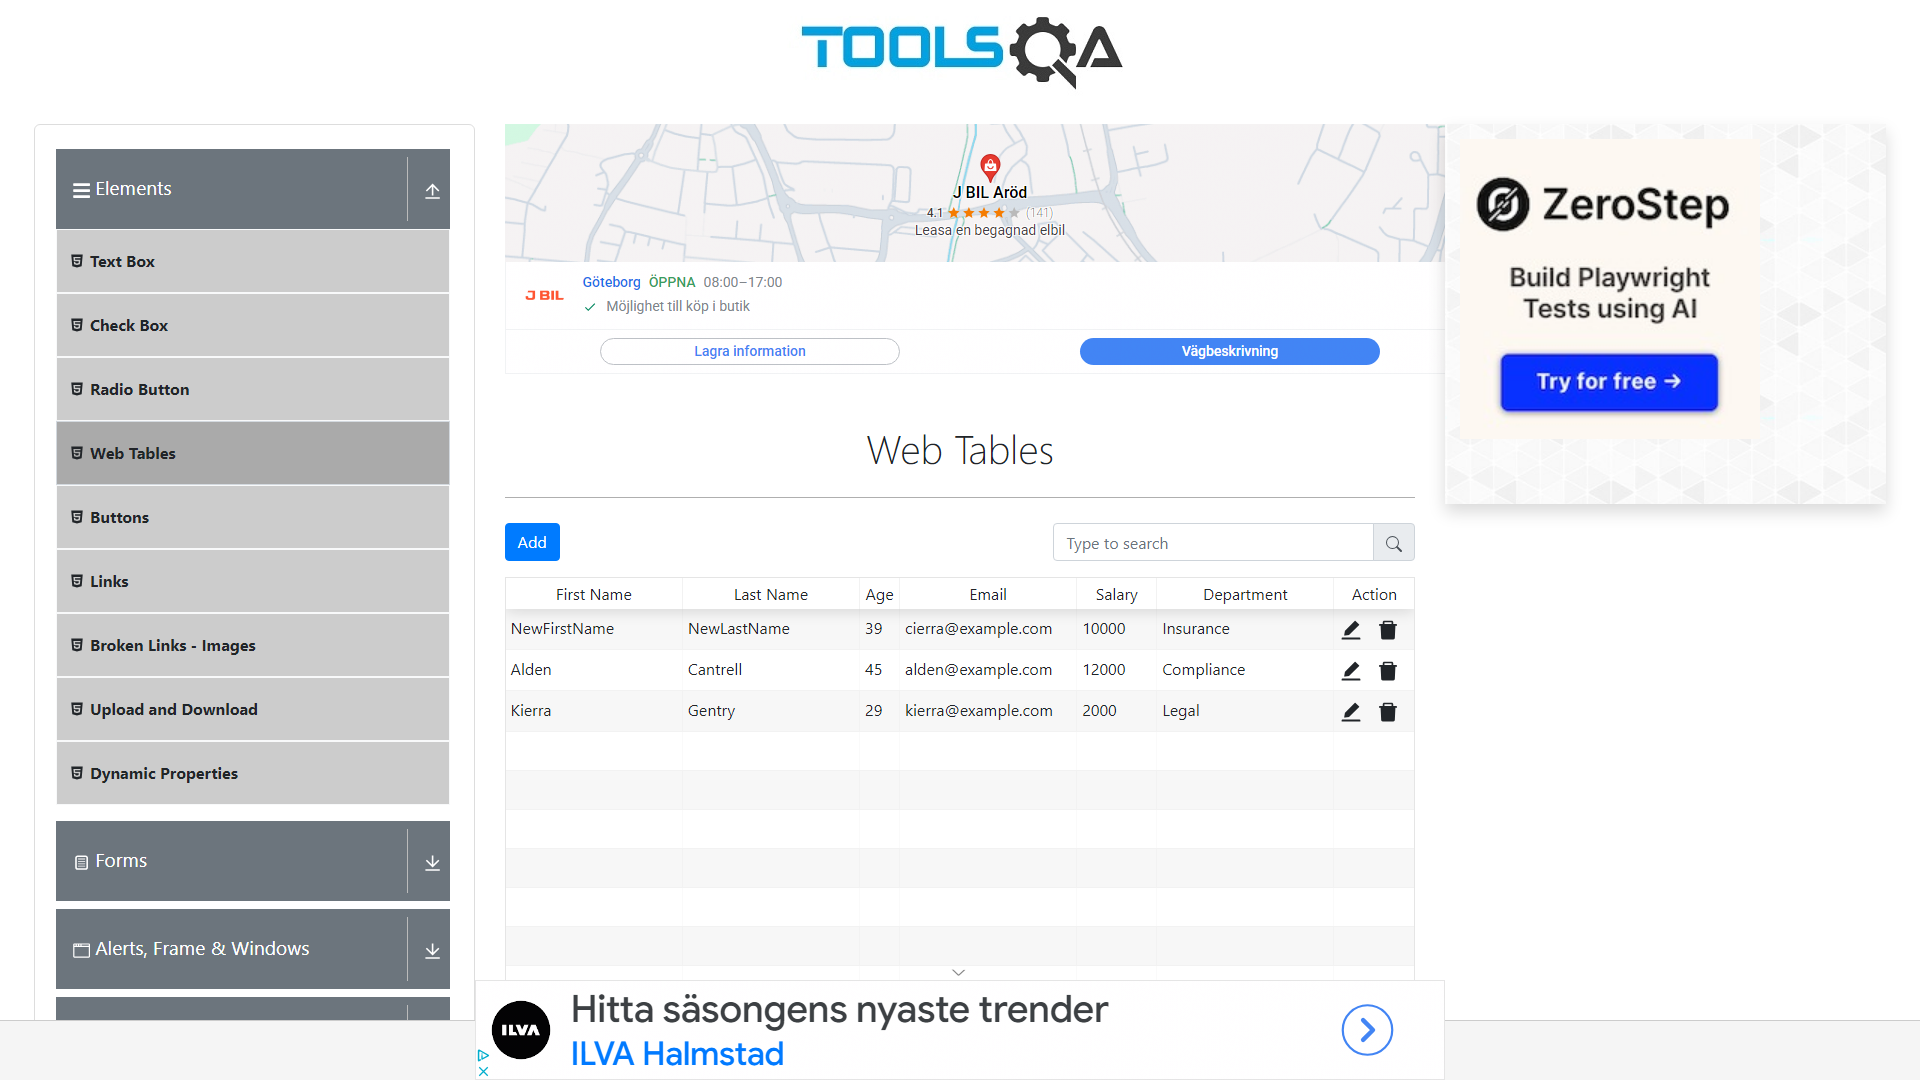 TOOLSQA
Elements
Text Box
Check Box
Radio Button
Web Tables
Buttons
Links
Broken Links - Images
Upload and Download
Dynamic Properties
Forms
Alerts, Frame & Windows
J BIL Aröd
4.1 (141)
Leasa en begagnad elbil
J BIL
Göteborg ÖPPNA 08:00–17:00
Möjlighet till köp i butik
Lagra information
Vägbeskrivning
ZeroStep
Build Playwright
Tests using AI
Try for free →
Web Tables
Add
Type to search
First Name Last Name Age Email Salary Department Action
NewFirstName NewLastName 39 cierra@example.com 10000 Insurance
Alden Cantrell 45 alden@example.com 12000 Compliance
Kierra Gentry 29 kierra@example.com 2000 Legal
ILVA
Hitta säsongens nyaste trender
ILVA Halmstad